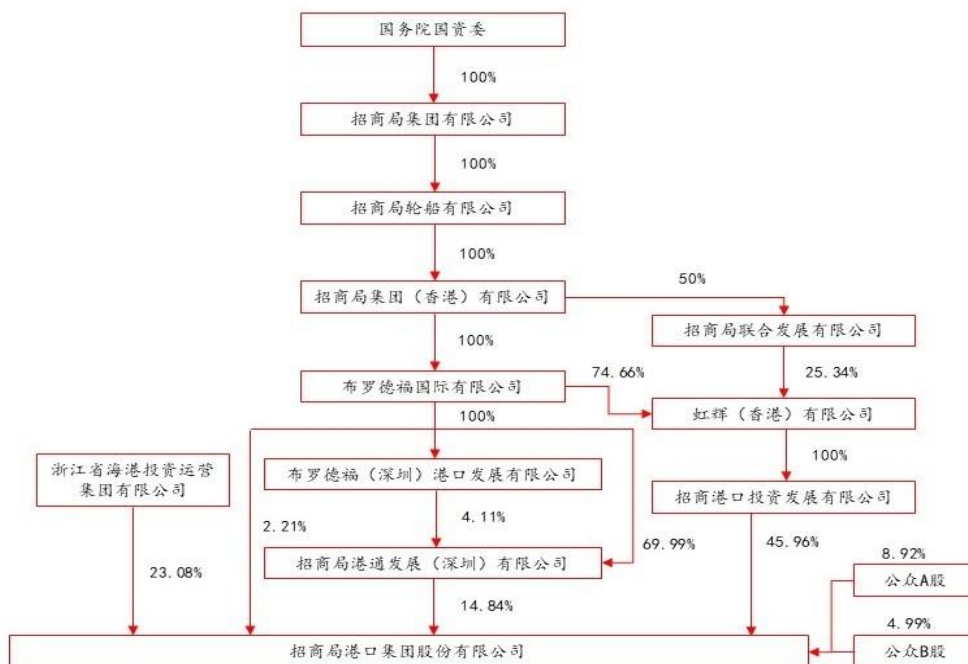 国务院国资委
100%
招商局集团有限公司
100%
招商局轮船有限公司
100%
招商局集团（香港）有限公司
50%
100%
招商局联合发展有限公司
74.66%
25.34%
布罗德福国际有限公司
100%
虹辉（香港）有限公司
100%
浙江省海港投资运营
集团有限公司
布罗德福（深圳）港口发展有限公司
招商港口投资发展有限公司
2.21%
4.11%
69.99%
45.96%
招商局港通发展（深圳）有限公司
8.92%
公众A股
23.08%
14.84%
4.99%
招商局港口集团股份有限公司
公众B股